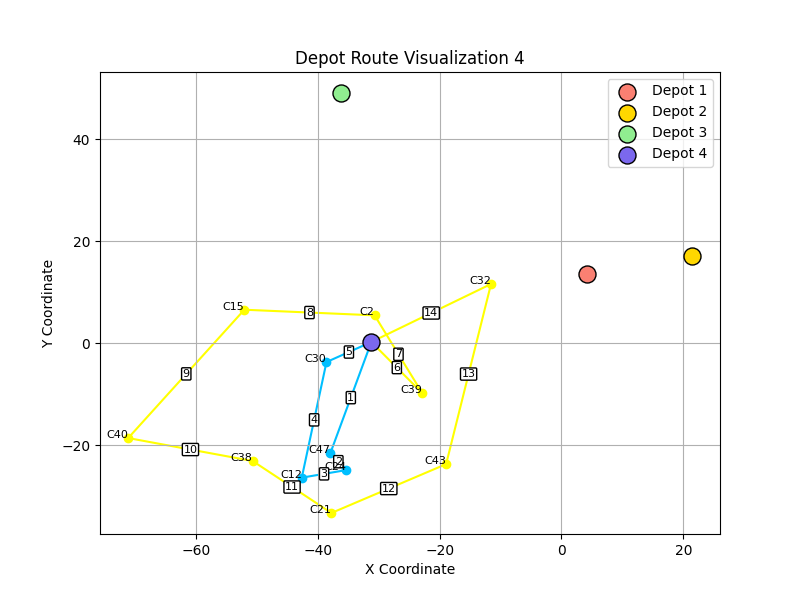 Depot Route Visualization 4
Depot 1
Depot 2
Depot 3
Depot 4
Y Coordinate
40
20
0
−20
−60
−40
−20
0
20
X Coordinate
C32
C15
C2
C30
C39
C40
C38
C47
C12
C43
C21
1
2
3
4
5
6
7
8
9
10
11
12
13
14